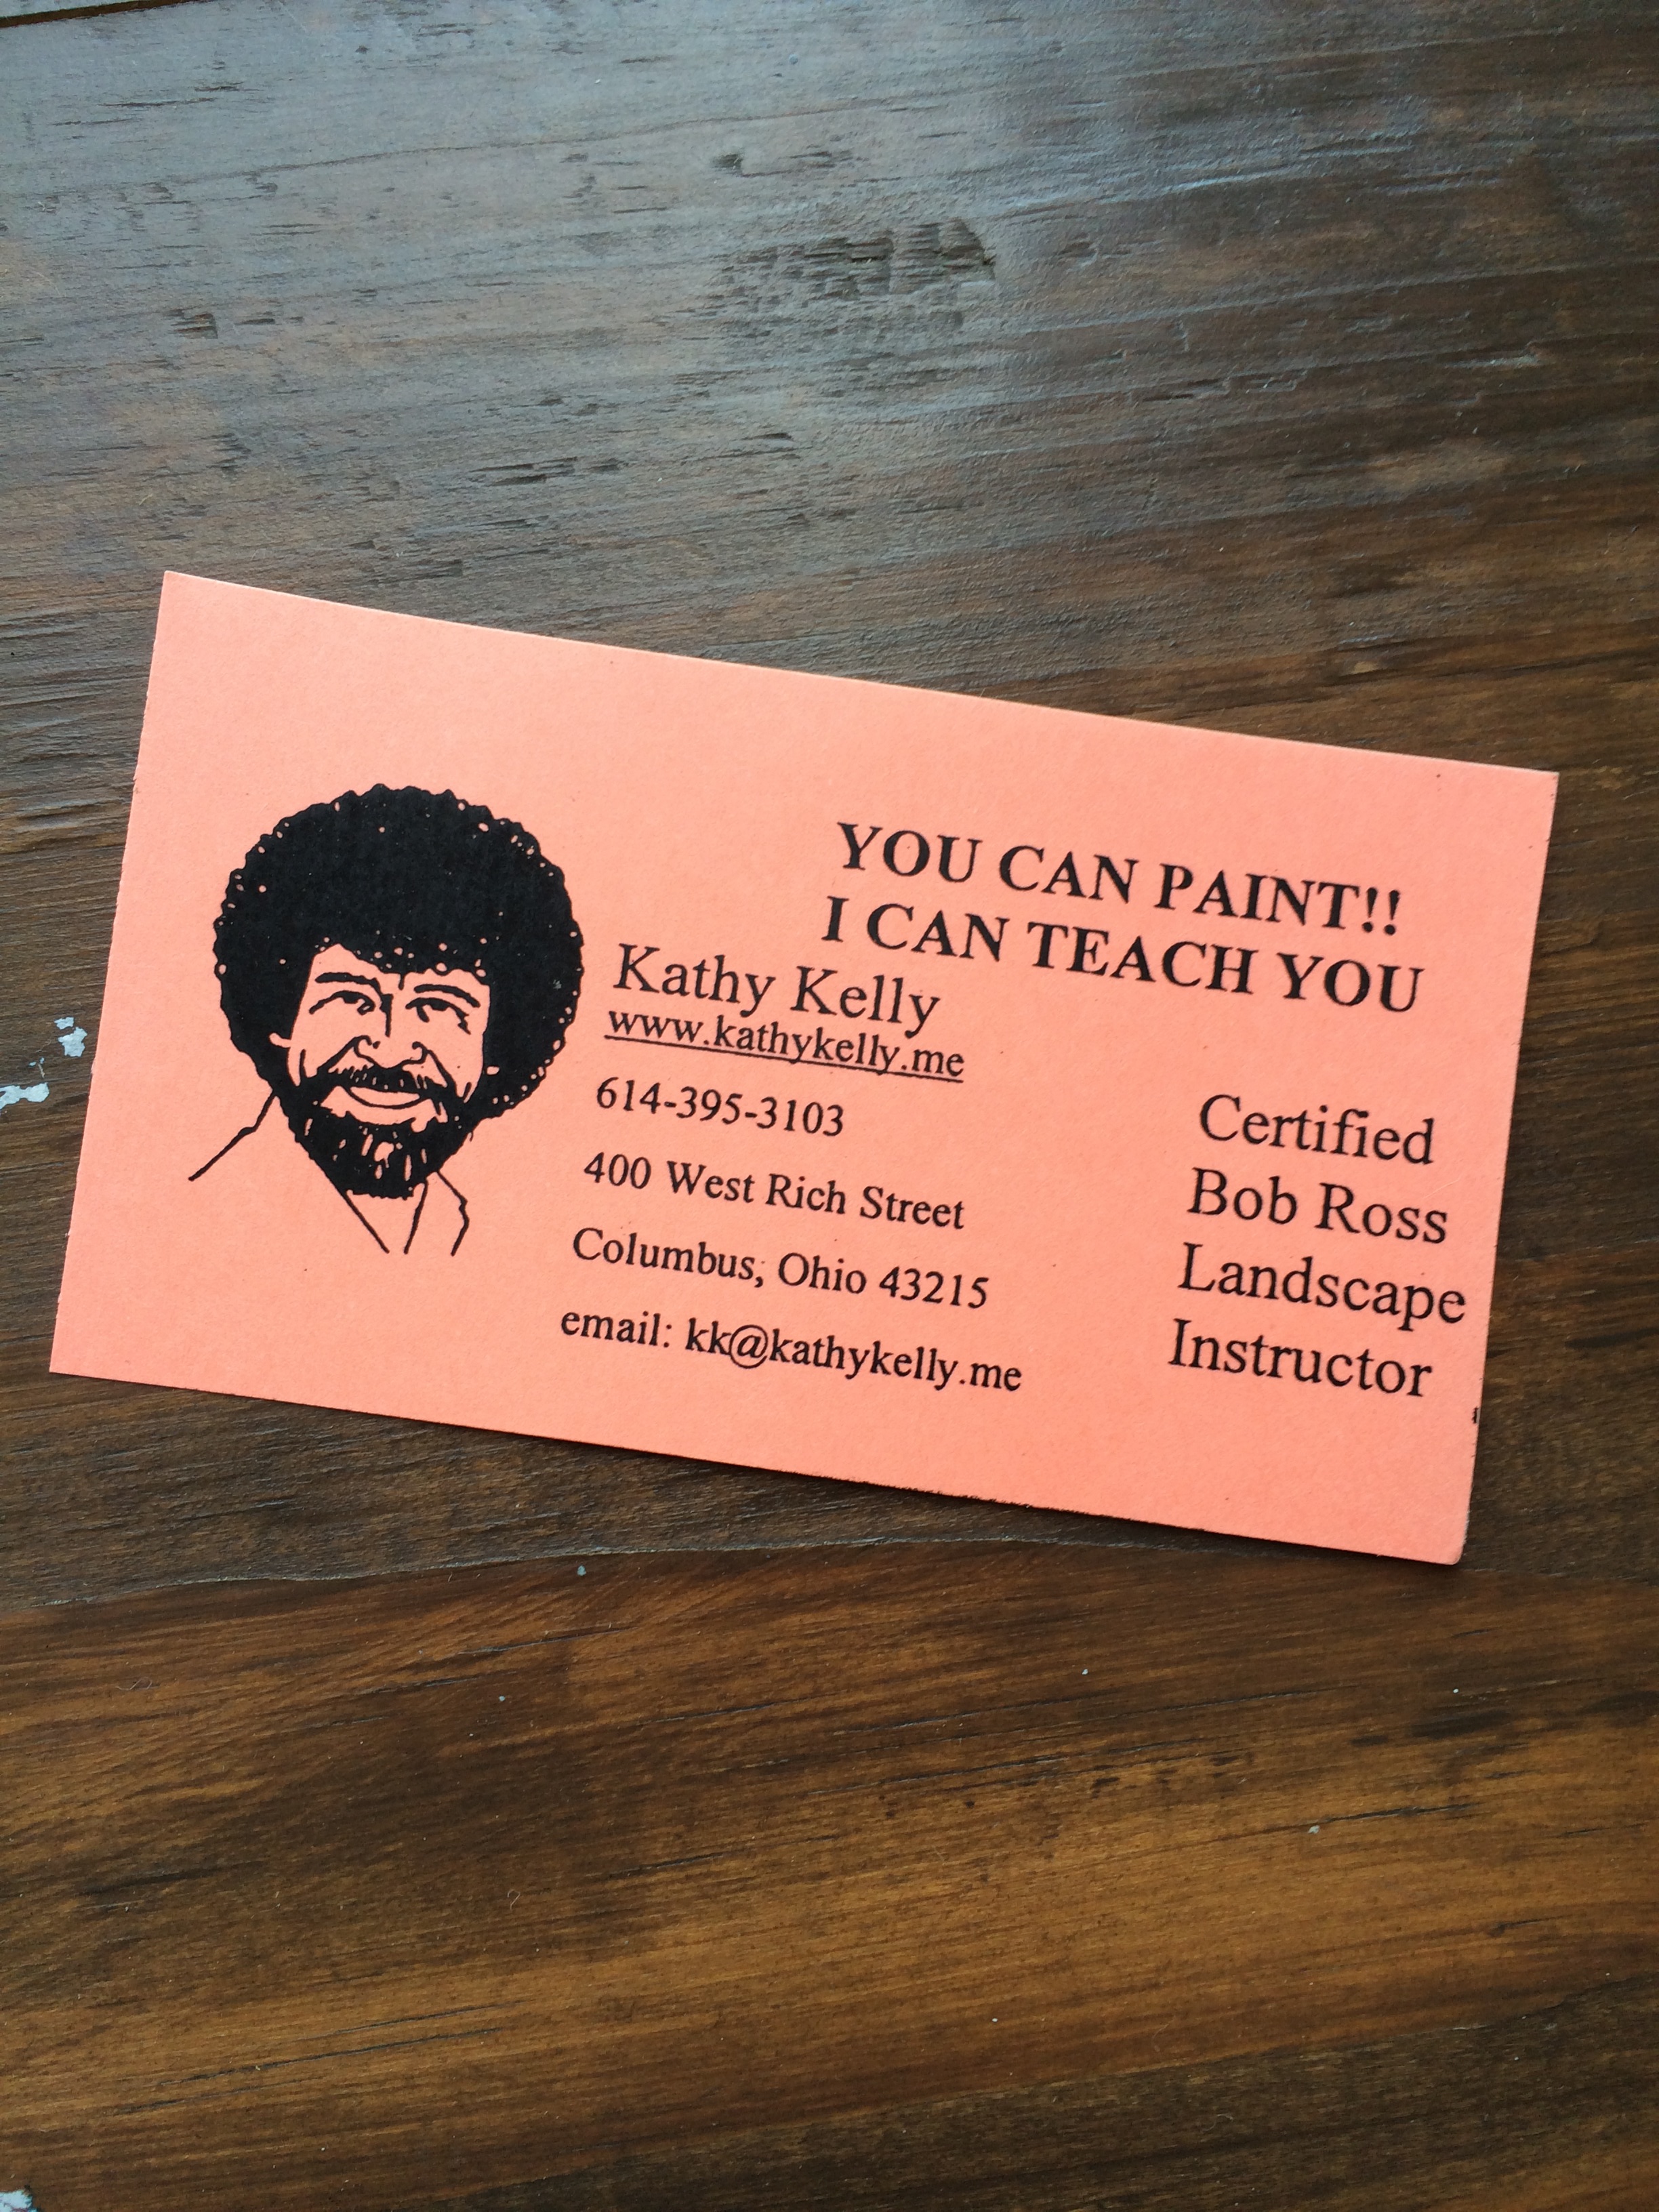 YOU CAN PAINT!!
I CAN TEACH YOU
Kathy Kelly
www.kathykelly.me
614-395-3103
400 West Rich Street
Columbus, Ohio 43215
email: kk@kathykelly.me
Certified
Bob Ross
Landscape
Instructor